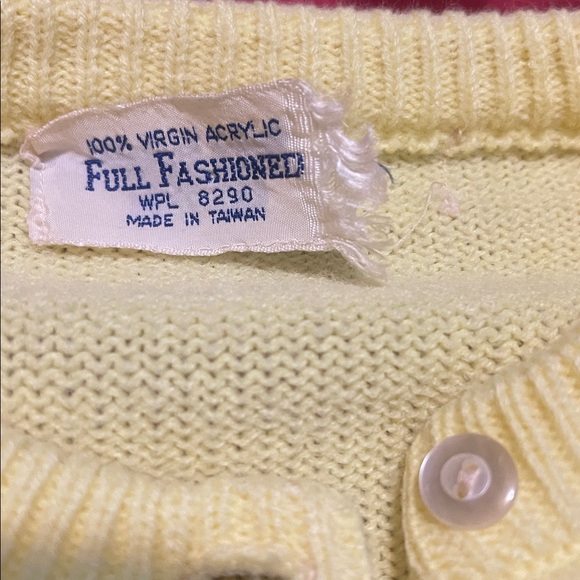 100% VIRGIN ACRYLIC
FULL FASHIONED
WPL 8290
MADE IN TAIWAN